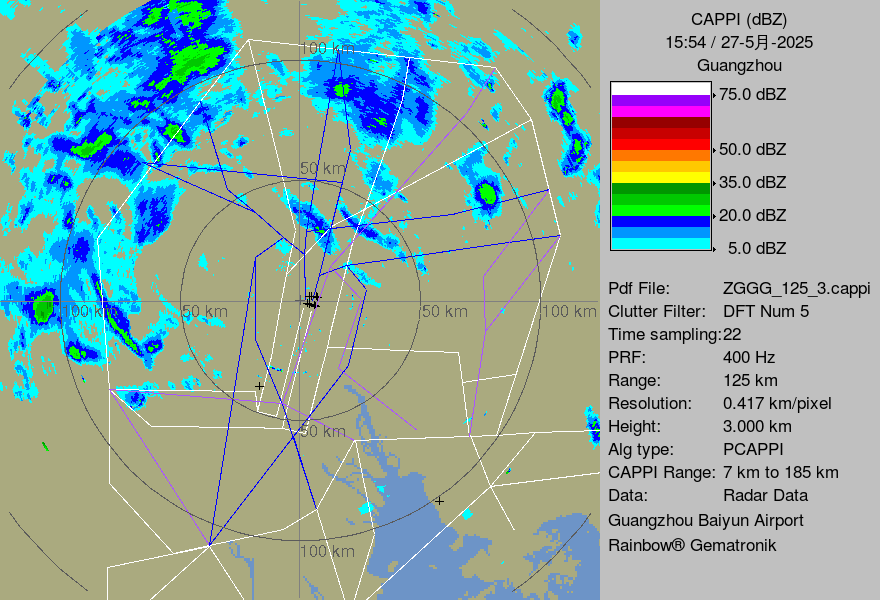 CAPPI (dBZ)
15:54 / 27-5月-2025
Guangzhou
75.0 dBZ
50.0 dBZ
35.0 dBZ
20.0 dBZ
5.0 dBZ
Pdf File: ZGGG_125_3.cappi
Clutter Filter: DFT Num 5
Time sampling:22
PRF: 400 Hz
Range: 125 km
Resolution: 0.417 km/pixel
Height: 3.000 km
Alg type: PCAPPI
CAPPI Range: 7 km to 185 km
Data: Radar Data
Guangzhou Baiyun Airport
Rainbow® Gematronik
100 km
50 km
100 km
50 km
50 km
100 km
50 km
100 km